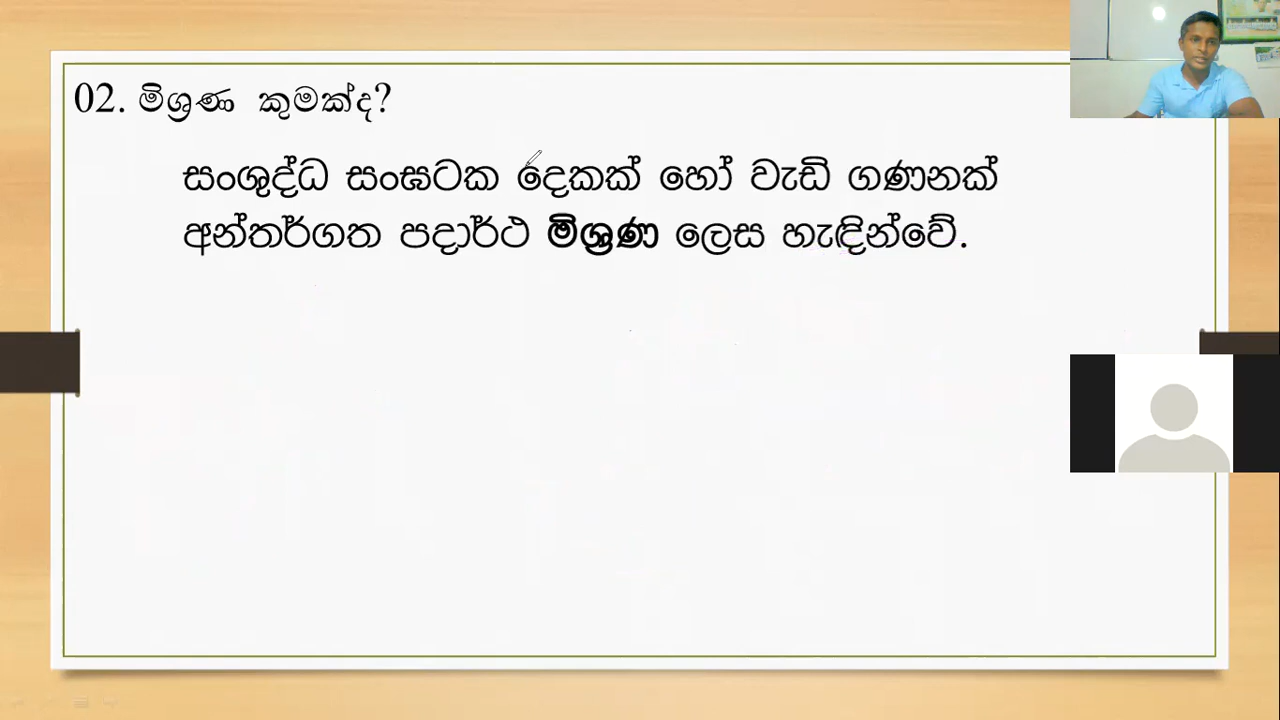 02. මිශ්‍රණ කුමක්ද?
සංශුද්ධ සංඝටක දෙකක් හෝ වැඩි ගණනක්
අන්තර්ගත පදාර්ථ මිශ්‍රණ ලෙස හැඳින්වේ.